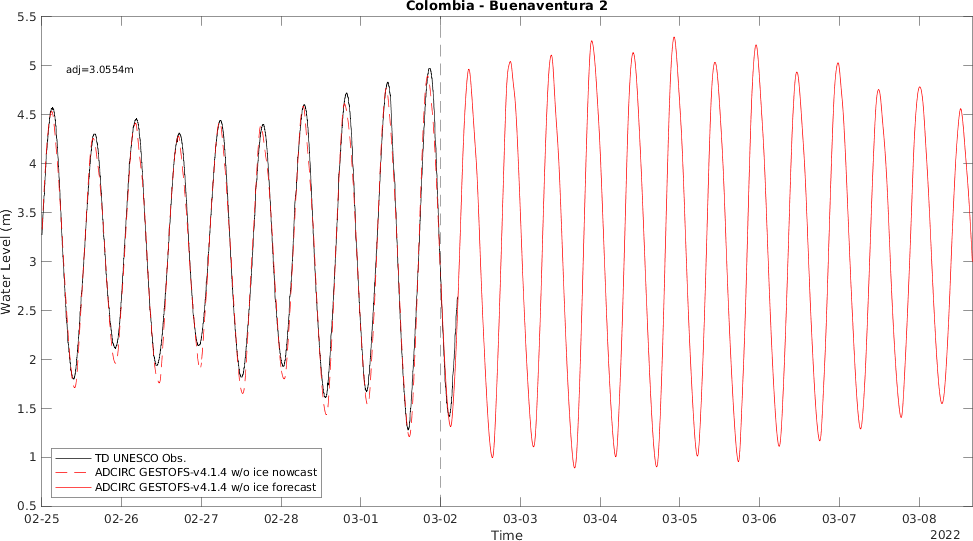 Colombia - Buenaventura 2
5.5
5
4.5
4
3.5
3
2.5
2
1.5
1
0.5
Water Level (m)
adj=3.0554m
TD UNESCO Obs.
ADCIRC GESTOFS-v4.1.4 w/o ice nowcast
ADCIRC GESTOFS-v4.1.4 w/o ice forecast
02-25 02-26 02-27 02-28 03-01 03-02 03-03 03-04 03-05 03-06 03-07 03-08
Time
2022